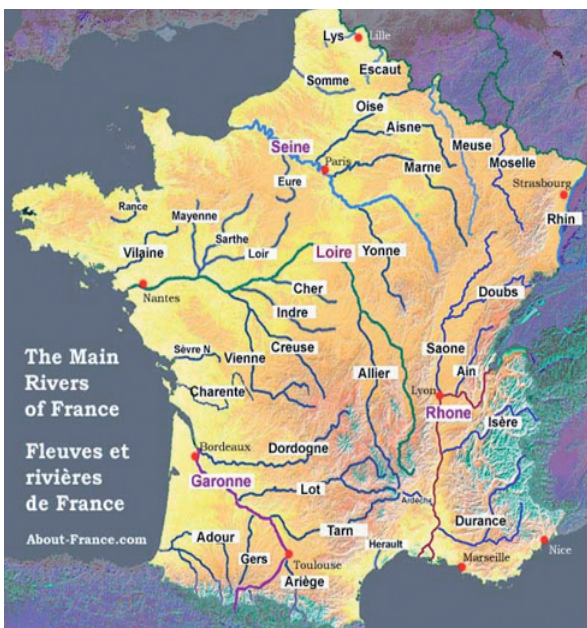 Lys
Lille
Escaut
Somme
Oise
Aisne
Seine
Meuse
Paris
Marne
Moselle
Eure
Strasbourg
Rance
Mayenne
Rhin
Sarthe
Vilaine
Loir
Loire
Yonne
Nantes
Cher
Doubs
Indre
Sèvre N
Vienne
Creuse
Saone
Ain
The Main
Rivers
of France
Charente
Allier
Lyon
Rhone
Isère
Bordeaux
Dordogne
Fleuves et
rivières
de France
Garonne
Lot
Ardèche
Durance
About-France.com
Adour
Tarn
Gers
Herault
Nice
Toulouse
Marseille
Ariège